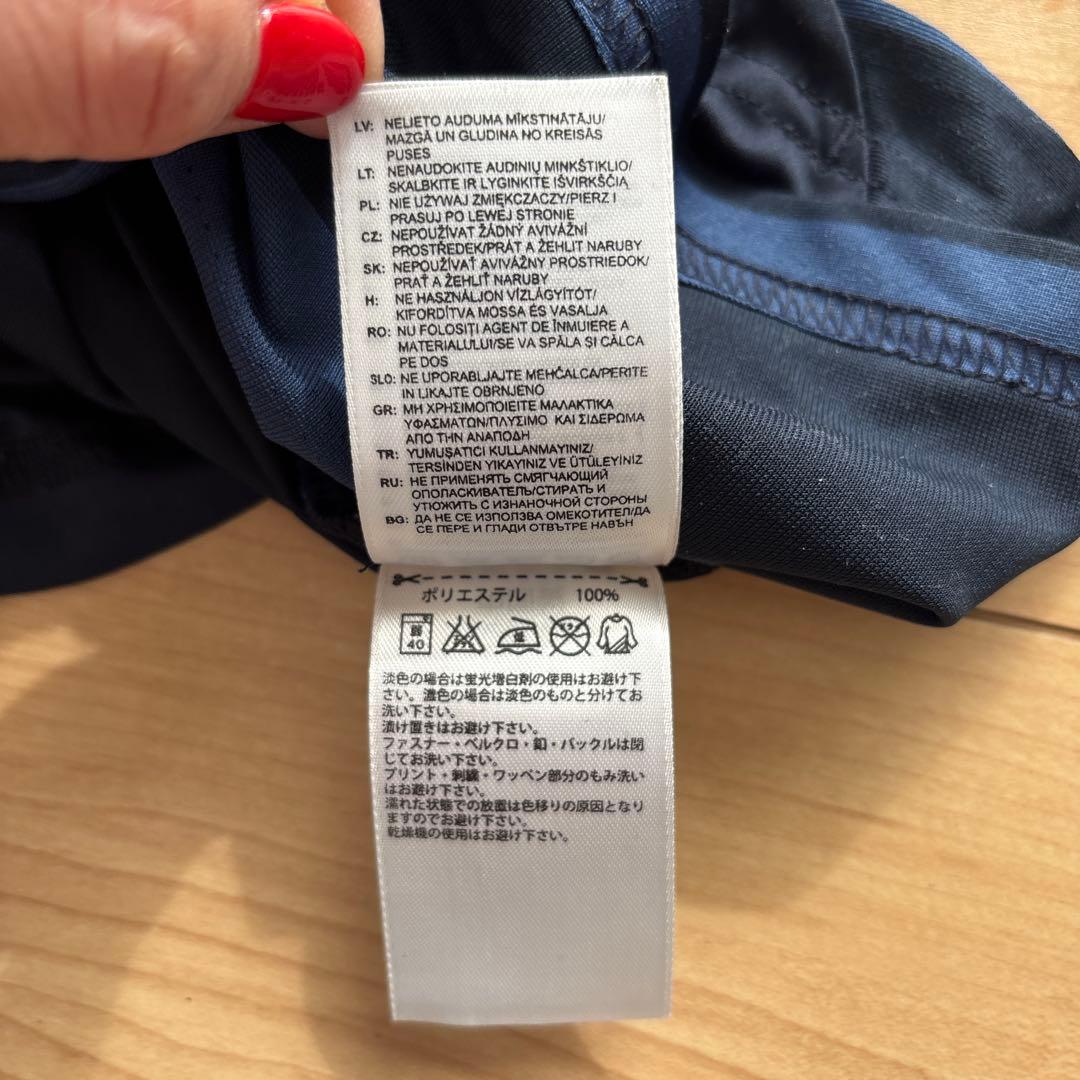 LV: NELIETO AUDUMA MĪKSTINĀTĀJU/
MAZGĀ UN GLUDINA NO KREISĀS
PUSES
LT: NENAUDOKITE AUDINIŲ MINKŠTIKLIO/
SKALBKITE IR LYGINKITE IŠVIRKŠČIĄ
PL: NIE UŻYWAJ ZMIĘKCZACZY/PIERZ I
PRASUJ PO LEWEJ STRONIE
CZ: NEPOUŽÍVAT ŽÁDNÝ AVIVÁŽNÍ
PROSTŘEDEK/PRÁT A ŽEHLIT NARUBY
SK: NEPOUŽÍVAŤ AVIVÁŽNY PROSTRIEDOK/
PRAŤ A ŽEHLIŤ NARUBY
H: NE HASZNÁLJON VÍZLÁGYÍTÓT/
KIFORDÍTVA MOSSA ÉS VASALJA
RO: NU FOLOSIȚI AGENT DE ÎNMUIERE A
MATERIALULUI/SE VA SPĂLA ȘI CĂLCA
PE DOS
SLO: NE UPORABLJAJTE MEHČALCA/PERITE
IN LIKAJTE OBRNJENO
GR: ΜΗ ΧΡΗΣΙΜΟΠΟΙΕΙΤΕ ΜΑΛΑΚΤΙΚΑ
ΥΦΑΣΜΑΤΩΝ/ΠΛΥΣΙΜΟ ΚΑΙ ΣΙΔΕΡΩΜΑ
ΑΠΟ ΤΗΝ ΑΝΑΠΟΔΗ
TR: YUMUŞATICI KULLANMAYINIZ/
TERSİNDEN YIKAYINIZ VE ÜTÜLEYİNİZ
RU: НЕ ПРИМЕНЯТЬ СМЯГЧАЮЩИЙ
ОПОЛАСКИВАТЕЛЬ/СТИРАТЬ И
УТЮЖИТЬ С ИЗНАНОЧНОЙ СТОРОНЫ
BG: ДА НЕ СЕ ИЗПОЛЗВА ОМЕКОТИТЕЛ/ДА
СЕ ПЕРЕ И ГЛАДИ ОТВЪТРЕ НАВЪН
ポリエステル 100%
弱 40
淡色の場合は蛍光増白剤の使用はお避け下
さい。濃色の場合は淡色のものと分けてお
洗い下さい。
漬け置きはお避け下さい。
ファスナー・ベルクロ・釦・バックルは閉
じてお洗い下さい。
プリント・刺繍・ワッペン部分のもみ洗い
はお避け下さい。
濡れた状態での放置は色移りの原因となり
ますのでお避け下さい。
乾燥機の使用はお避け下さい。